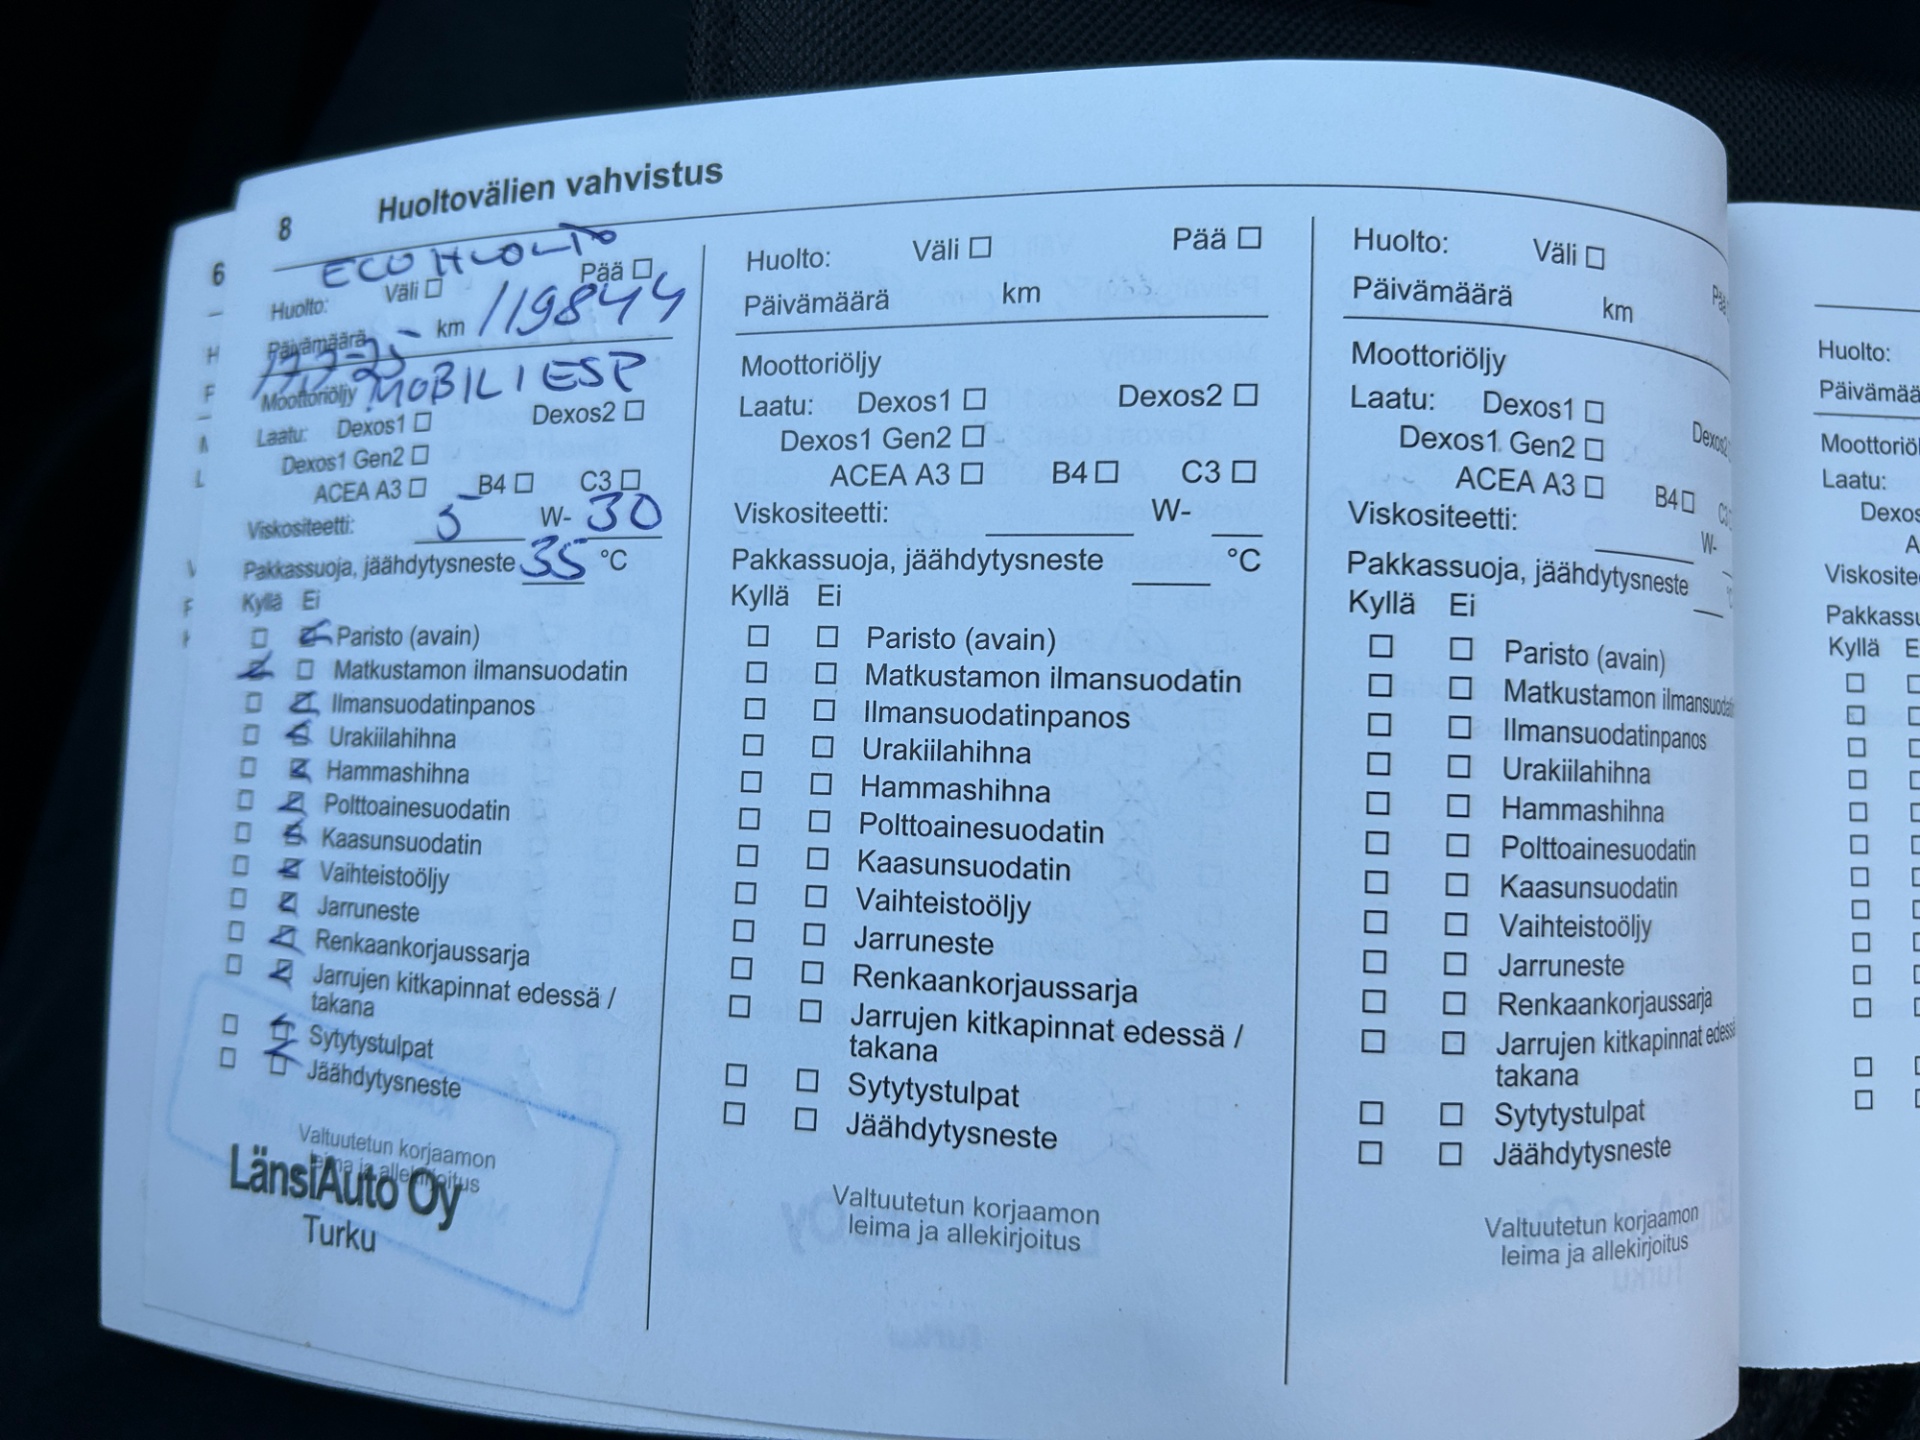 8 Huoltovälien vahvistus
ECO HUOLTO
Huolto: Väli ☐ Pää ☐
Päivämäärä km 119844
Moottoriöljy MOBIL 1 ESP
Laatu: Dexos1 ☐ Dexos2 ☐
Dexos1 Gen2 ☐
ACEA A3 ☐ B4 ☐ C3 ☐
Viskositeetti: 5 W- 30
Pakkassuoja, jäähdytysneste 35 °C
Kyllä Ei
Paristo (avain)
Matkustamon ilmansuodatin
Ilmansuodatinpanos
Urakiilahihna
Hammashihna
Polttoainesuodatin
Kaasunsuodatin
Vaihteistoöljy
Jarruneste
Renkaankorjaussarja
Jarrujen kitkapinnat edessä /
takana
Sytytystulpat
Jäähdytysneste
Valtuutetun korjaamon
leima ja allekirjoitus
LänsiAuto Oy
Turku
Huolto: Väli ☐ Pää ☐
Päivämäärä km
Moottoriöljy
Laatu: Dexos1 ☐ Dexos2 ☐
Dexos1 Gen2 ☐
ACEA A3 ☐ B4 ☐ C3 ☐
Viskositeetti: W-
Pakkassuoja, jäähdytysneste °C
Kyllä Ei
Paristo (avain)
Matkustamon ilmansuodatin
Ilmansuodatinpanos
Urakiilahihna
Hammashihna
Polttoainesuodatin
Kaasunsuodatin
Vaihteistoöljy
Jarruneste
Renkaankorjaussarja
Jarrujen kitkapinnat edessä /
takana
Sytytystulpat
Jäähdytysneste
Valtuutetun korjaamon
leima ja allekirjoitus
Huolto: Väli ☐
Päivämäärä km
Moottoriöljy
Laatu: Dexos1 ☐ Dexos2
Dexos1 Gen2 ☐
ACEA A3 ☐ B4 ☐
Viskositeetti: W-
Pakkassuoja, jäähdytysneste
Kyllä Ei
Paristo (avain)
Matkustamon
Ilmansuodatinpanos
Urakiilahihna
Hammashihna
Polttoainesuodatin
Kaasunsuodatin
Vaihteistoöljy
Jarruneste
Renkaankorjaussarja
Jarrujen kitkapinnat edessä
takana
Sytytystulpat
Jäähdytysneste
Valtuutetun korjaamon
leima ja allekirjoitus
6
Huolto:
Moottoriöl
Laatu:
Kyllä